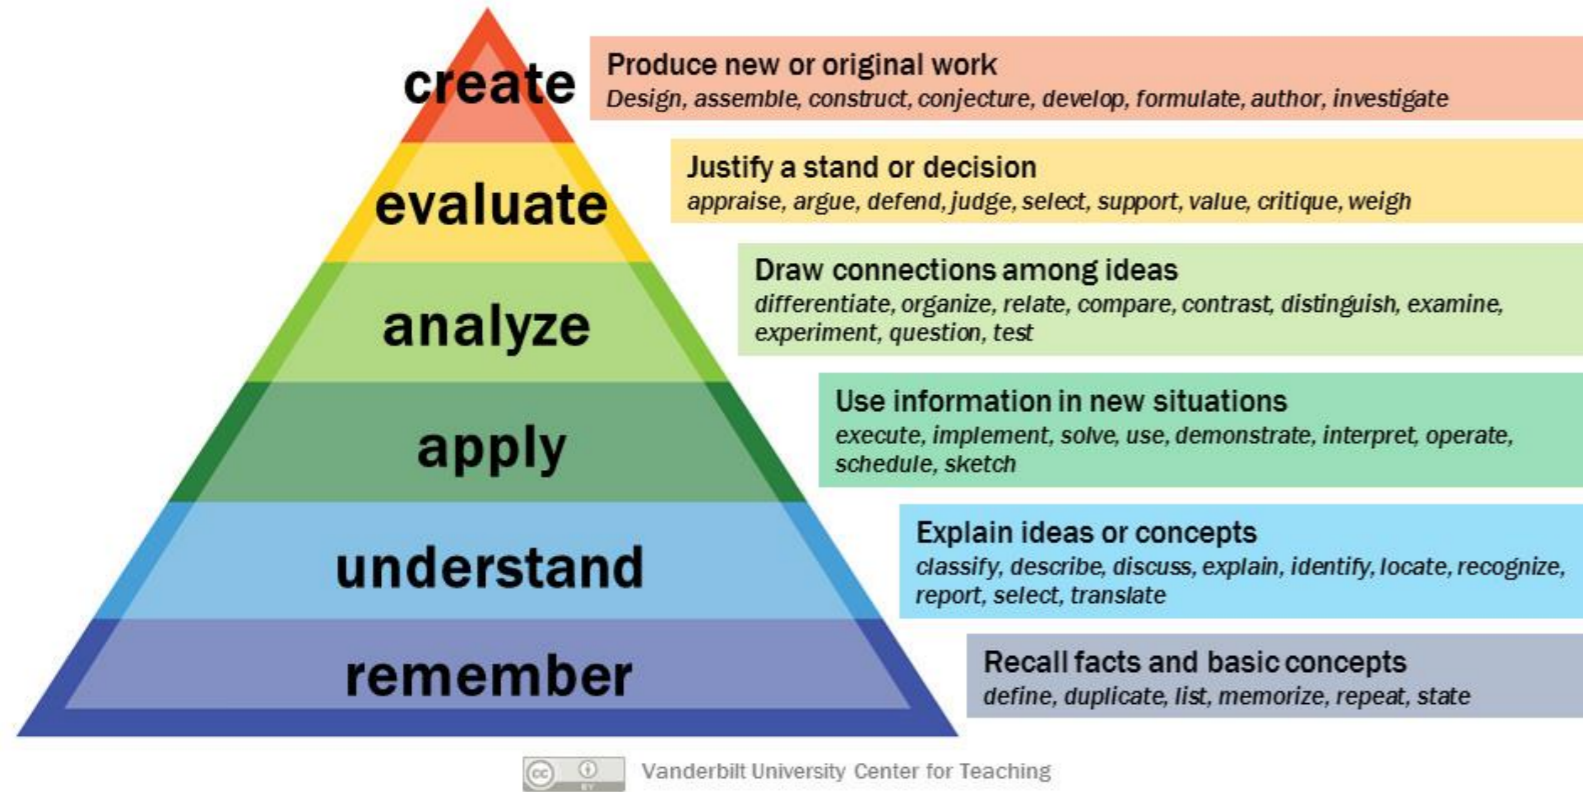 create
Produce new or original work
Design, assemble, construct, conjecture, develop, formulate, author, investigate
evaluate
Justify a stand or decision
appraise, argue, defend, judge, select, support, value, critique, weigh
analyze
Draw connections among ideas
differentiate, organize, relate, compare, contrast, distinguish, examine,
experiment, question, test
apply
Use information in new situations
execute, implement, solve, use, demonstrate, interpret, operate,
schedule, sketch
understand
Explain ideas or concepts
classify, describe, discuss, explain, identify, locate, recognize,
report, select, translate
remember
Recall facts and basic concepts
define, duplicate, list, memorize, repeat, state
cc BY Vanderbilt University Center for Teaching